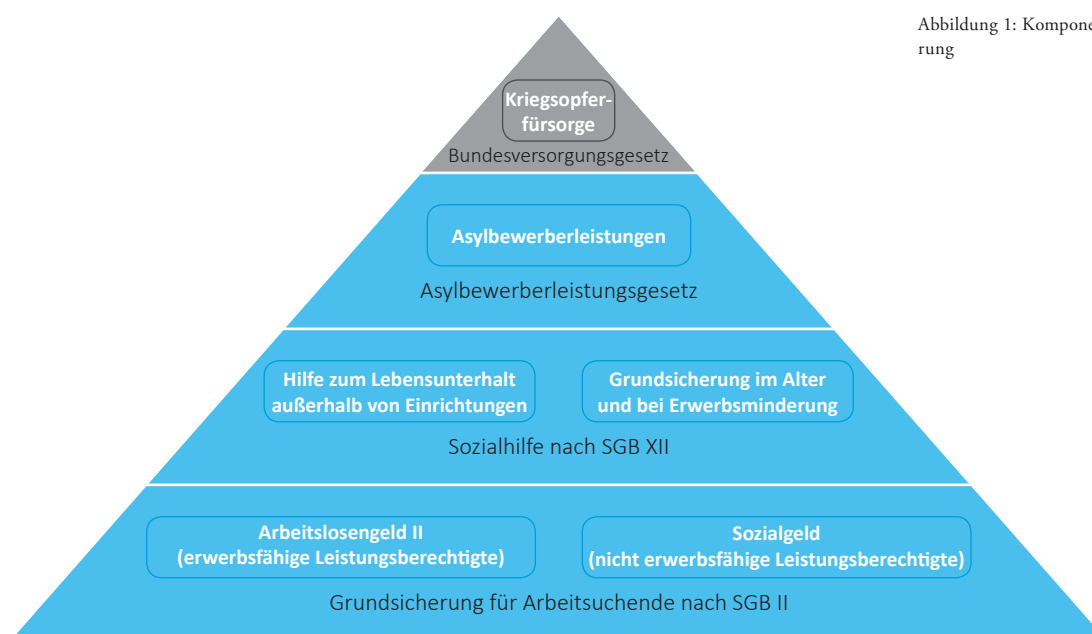 Abbildung 1: Kompone
rung
Kriegsopfer-
fürsorge
Bundesversorgungsgesetz
Asylbewerberleistungen
Asylbewerberleistungsgesetz
Hilfe zum Lebensunterhalt
außerhalb von Einrichtungen
Grundsicherung im Alter
und bei Erwerbsminderung
Sozialhilfe nach SGB XII
Arbeitslosengeld II
(erwerbsfähige Leistungsberechtigte)
Sozialgeld
(nicht erwerbsfähige Leistungsberechtigte)
Grundsicherung für Arbeitsuchende nach SGB II